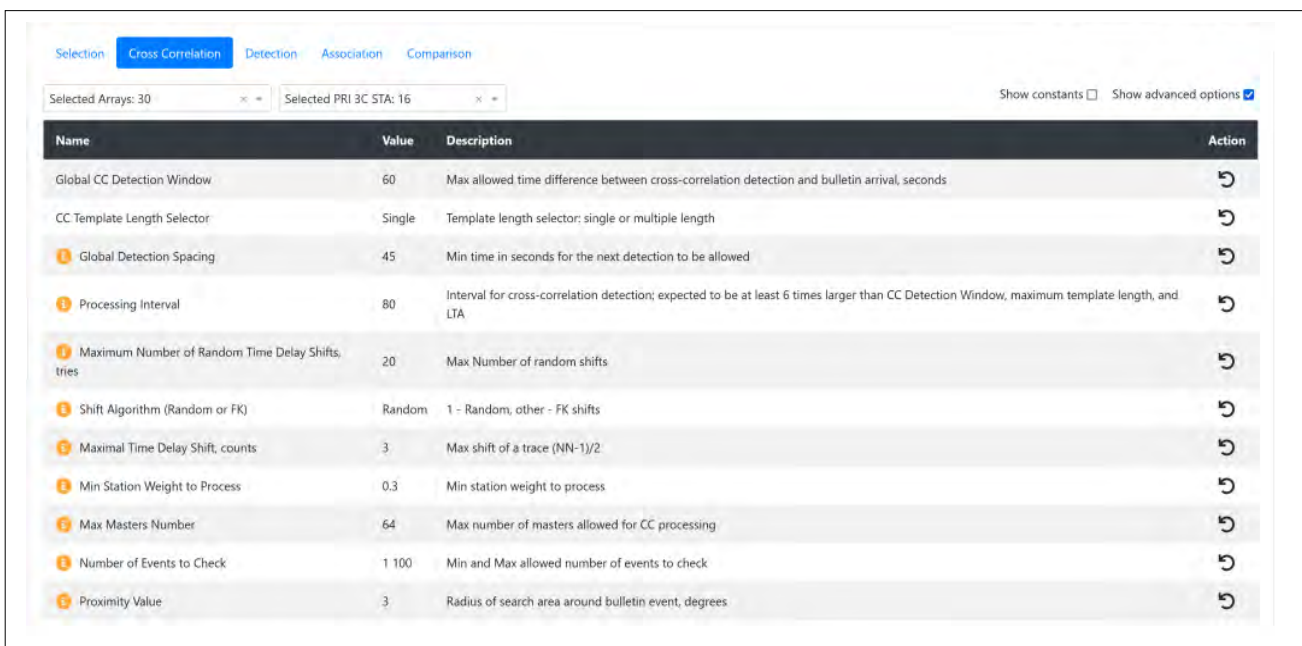 Selection Cross Correlation Detection Association Comparison
Selected Arrays: 30 × Selected PRI 3C STA: 16 × Show constants Show advanced options
Name Value Description Action
Global CC Detection Window 60 Max allowed time difference between cross-correlation detection and bulletin arrival, seconds
CC Template Length Selector Single Template length selector: single or multiple length
Global Detection Spacing 45 Min time in seconds for the next detection to be allowed
Processing Interval 80 Interval for cross-correlation detection; expected to be at least 6 times larger than CC Detection Window, maximum template length, and
LTA
Maximum Number of Random Time Delay Shifts,
tries 20 Max Number of random shifts
Shift Algorithm (Random or FK) Random 1 - Random, other - FK shifts
Maximal Time Delay Shift, counts 3 Max shift of a trace (NN-1)/2
Min Station Weight to Process 0.3 Min station weight to process
Max Masters Number 64 Max number of masters allowed for CC processing
Number of Events to Check 1 100 Min and Max allowed number of events to check
Proximity Value 3 Radius of search area around bulletin event, degrees